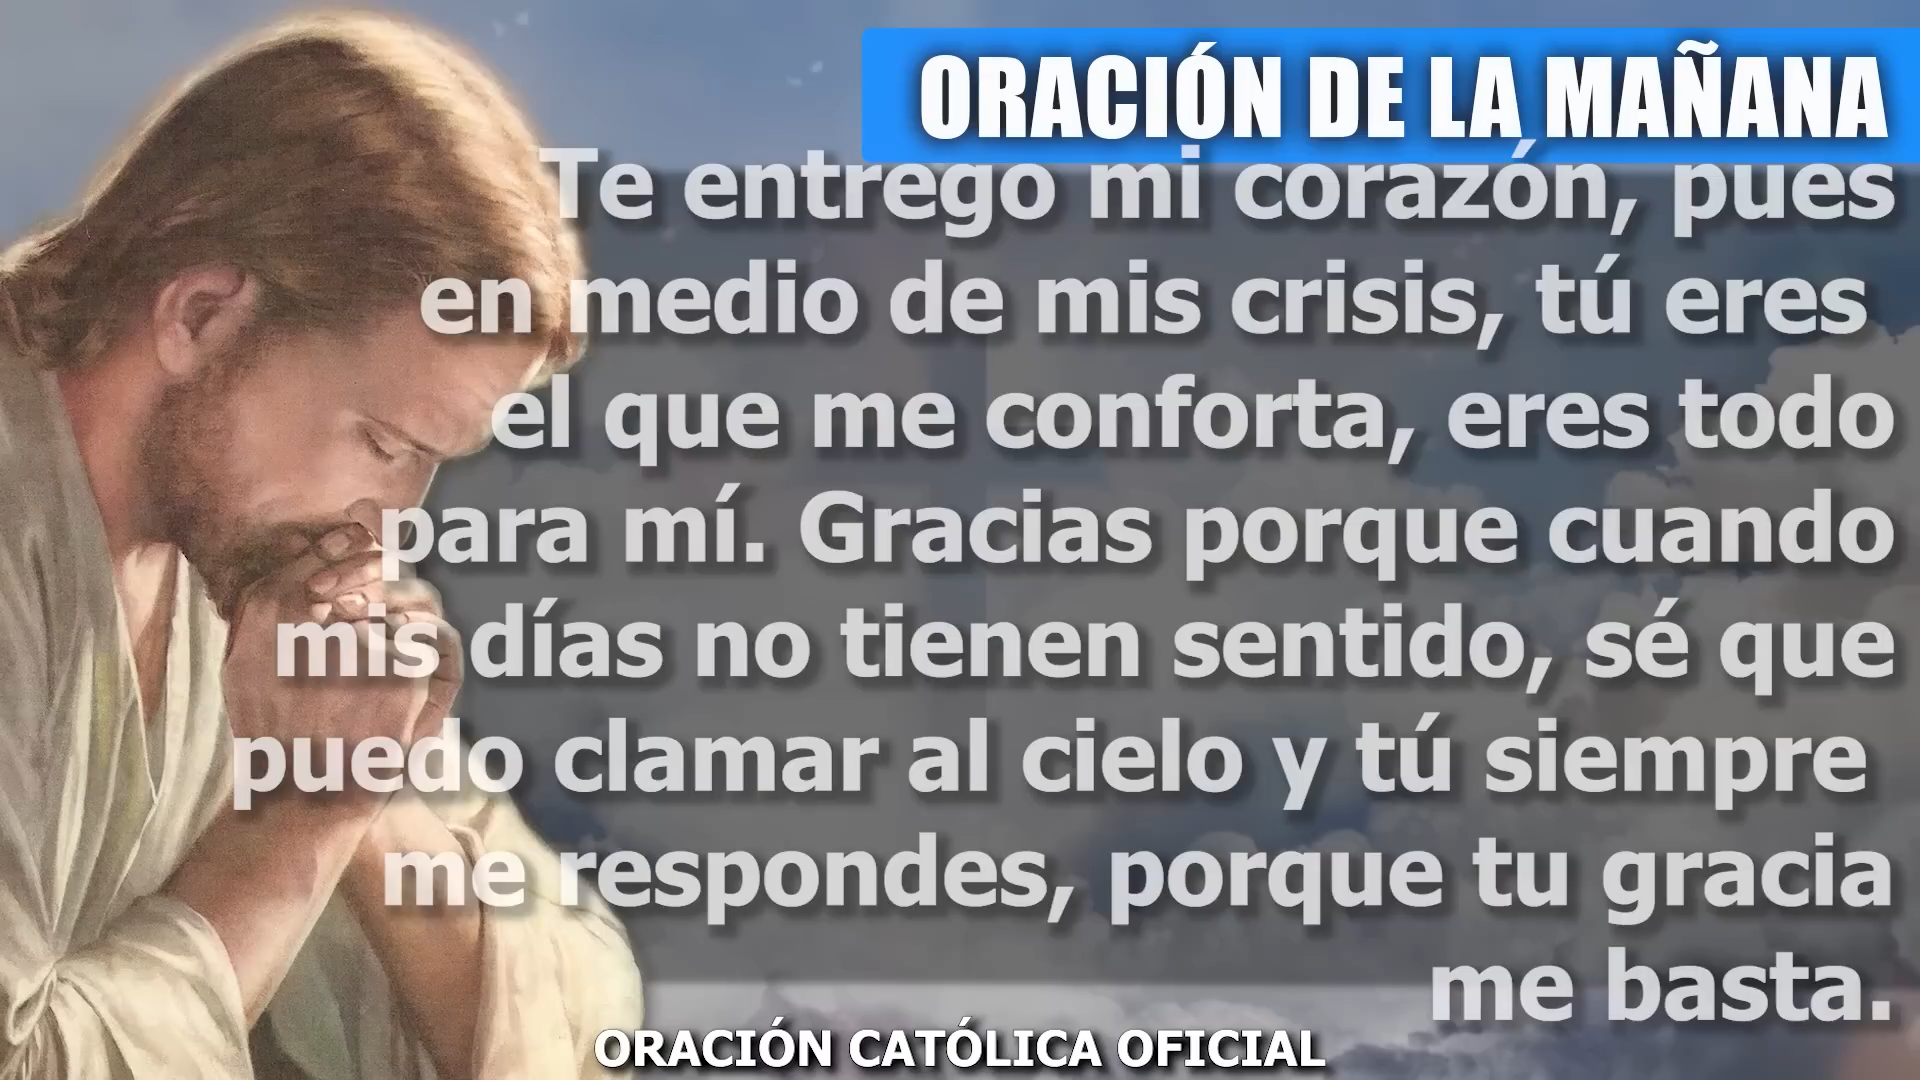 ORACIÓN DE LA MAÑANA
Te entrego mi corazón, pues
en medio de mis crisis, tú eres
el que me conforta, eres todo
para mí. Gracias porque cuando
mis días no tienen sentido, sé que
puedo clamar al cielo y tú siempre
me respondes, porque tu gracia
me basta.
ORACIÓN CATÓLICA OFICIAL